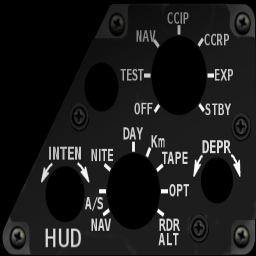 CCIP
NAV CCRP
TEST EXP
OFF STBY
DAY Km
INTEN NITE TAPE DEPR
A/S OPT
NAV RDR
HUD ALT